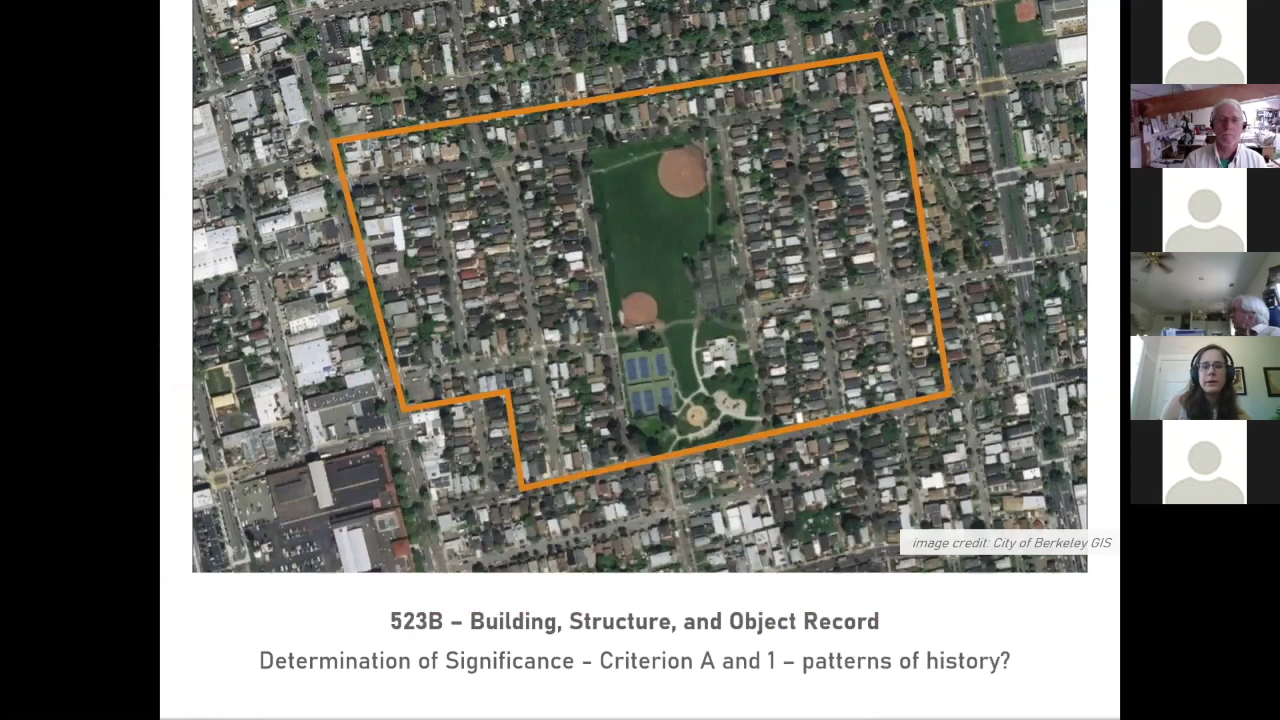 image credit: City of Berkeley GIS
523B – Building, Structure, and Object Record
Determination of Significance - Criterion A and 1 – patterns of history?